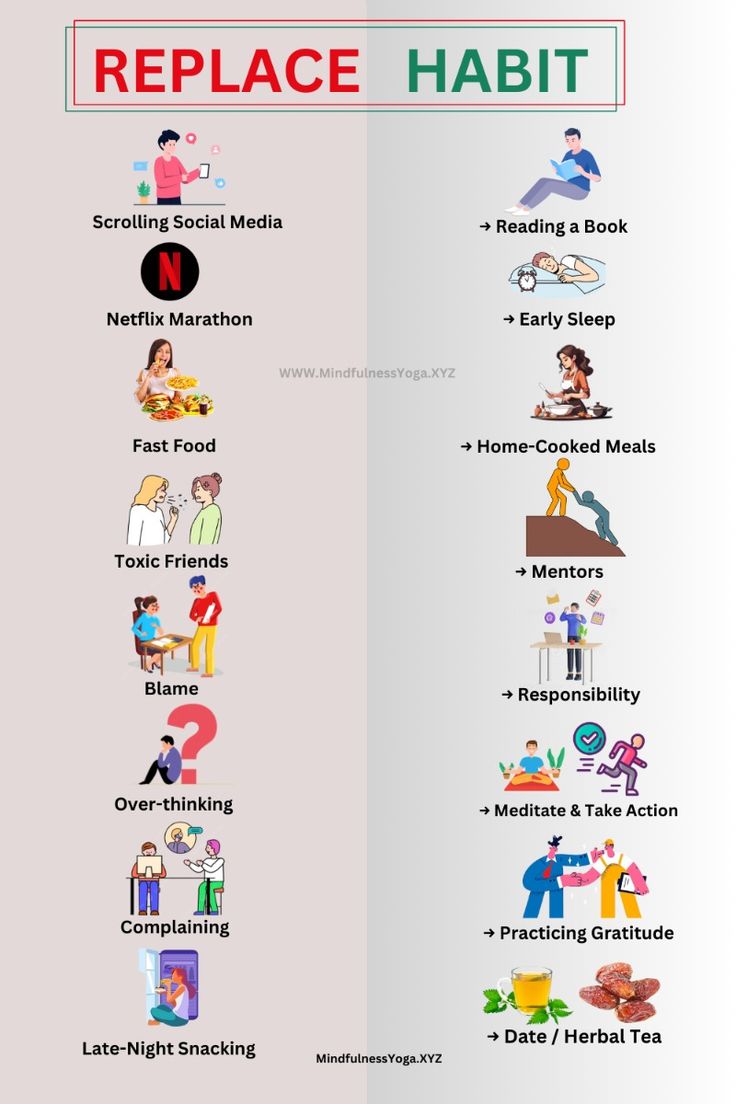 REPLACE HABIT
Scrolling Social Media
→ Reading a Book
N
Netflix Marathon
→ Early Sleep
WWW.MindfulnessYoga.XYZ
Fast Food
→ Home-Cooked Meals
Toxic Friends
→ Mentors
Blame
→ Responsibility
?
Over-thinking
→ Meditate & Take Action
Complaining
→ Practicing Gratitude
Late-Night Snacking
→ Date / Herbal Tea
MindfulnessYoga.XYZ